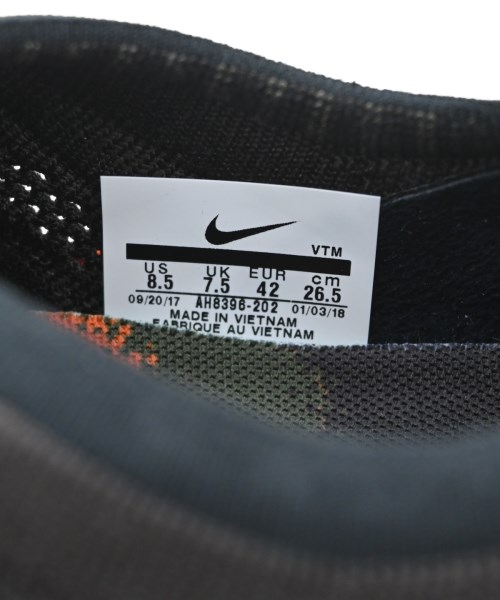 VTM
US UK EUR cm
8.5 7.5 42 26.5
09/20/17 AH8396-202 01/03/18
MADE IN VIETNAM
FABRIQUE AU VIETNAM